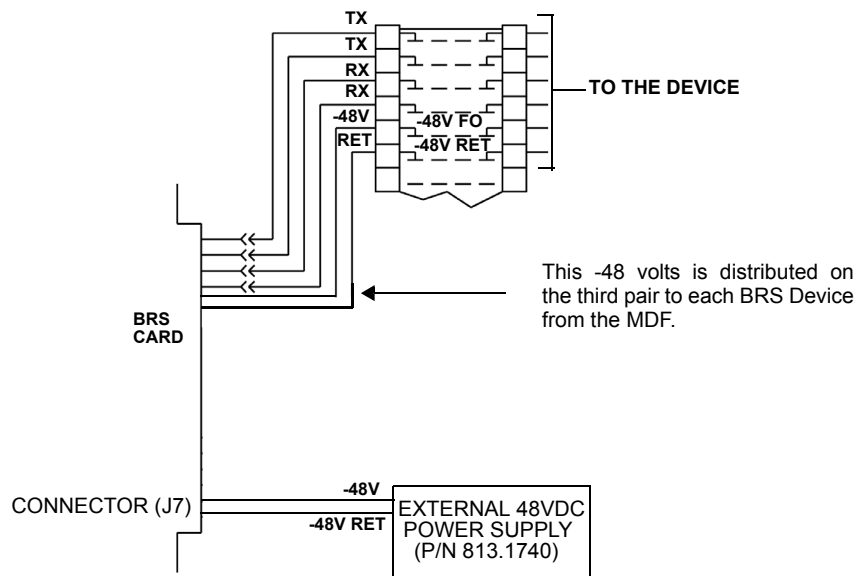 TX
TX
RX
RX
-48V
RET
-48V FO
-48V RET
TO THE DEVICE
This -48 volts is distributed on
the third pair to each BRS Device
from the MDF.
BRS
CARD
CONNECTOR (J7)
-48V
-48V RET
EXTERNAL 48VDC
POWER SUPPLY
(P/N 813.1740)